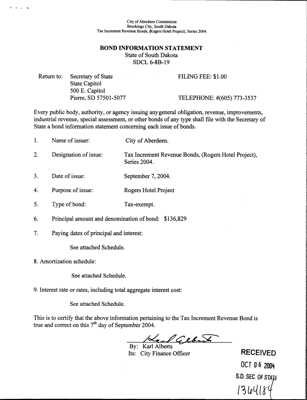 City of Aberdeen Commission
Brookings City, South Dakota
Tax Increment Revenue Bonds, (Rogers Hotel Project), Series 2004
BOND INFORMATION STATEMENT
State of South Dakota
SDCL 6-8B-19
Return to: Secretary of State FILING FEE: $1.00
State Capitol
500 E. Capitol
Pierre, SD 57501-5077 TELEPHONE: #(605) 773-3537
Every public body, authority, or agency issuing any general obligation, revenue, improvements,
industrial revenue, special assessment, or other bonds of any type shall file with the Secretary of
State a bond information statement concerning each issue of bonds.
1. Name of issuer: City of Aberdeen.
2. Designation of issue: Tax Increment Revenue Bonds, (Rogers Hotel Project),
Series 2004.
3. Date of issue: September 7, 2004.
4. Purpose of issue: Rogers Hotel Project
5. Type of bond: Tax-exempt.
6. Principal amount and denomination of bond: $136,829
7. Paying dates of principal and interest:
See attached Schedule.
8. Amortization schedule:
See attached Schedule.
9. Interest rate or rates, including total aggregate interest cost:
See attached Schedule.
This is to certify that the above information pertaining to the Tax Increment Revenue Bond is
true and correct on this 7th day of September 2004.
Karl Alberts
By: Karl Alberts
Its: City Finance Officer
RECEIVED
OCT 06 2004
S.D. SEC. OF STATE
1364184